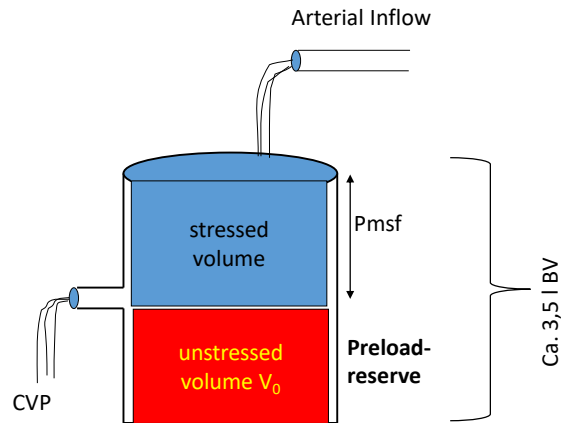 Arterial Inflow
stressed
volume
Pmsf
unstressed
volume V₀
Preload-
reserve
CVP
Ca. 3,5 l BV